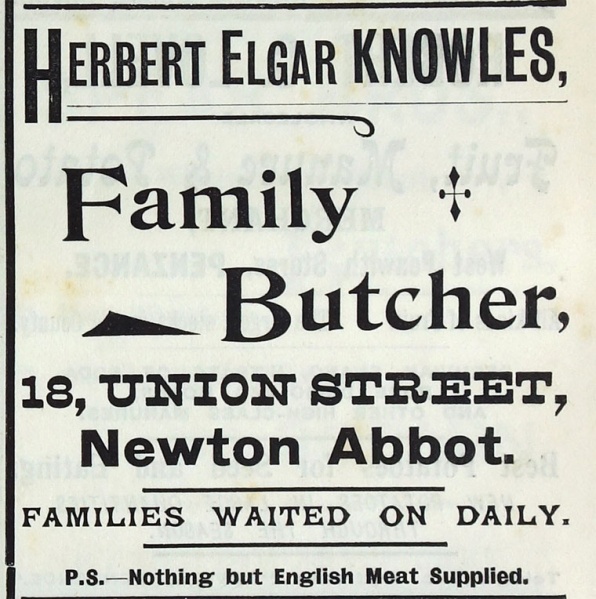 HERBERT ELGAR KNOWLES,
Family
Butcher,
18, UNION STREET,
Newton Abbot.
FAMILIES WAITED ON DAILY.
P.S.—Nothing but English Meat Supplied.